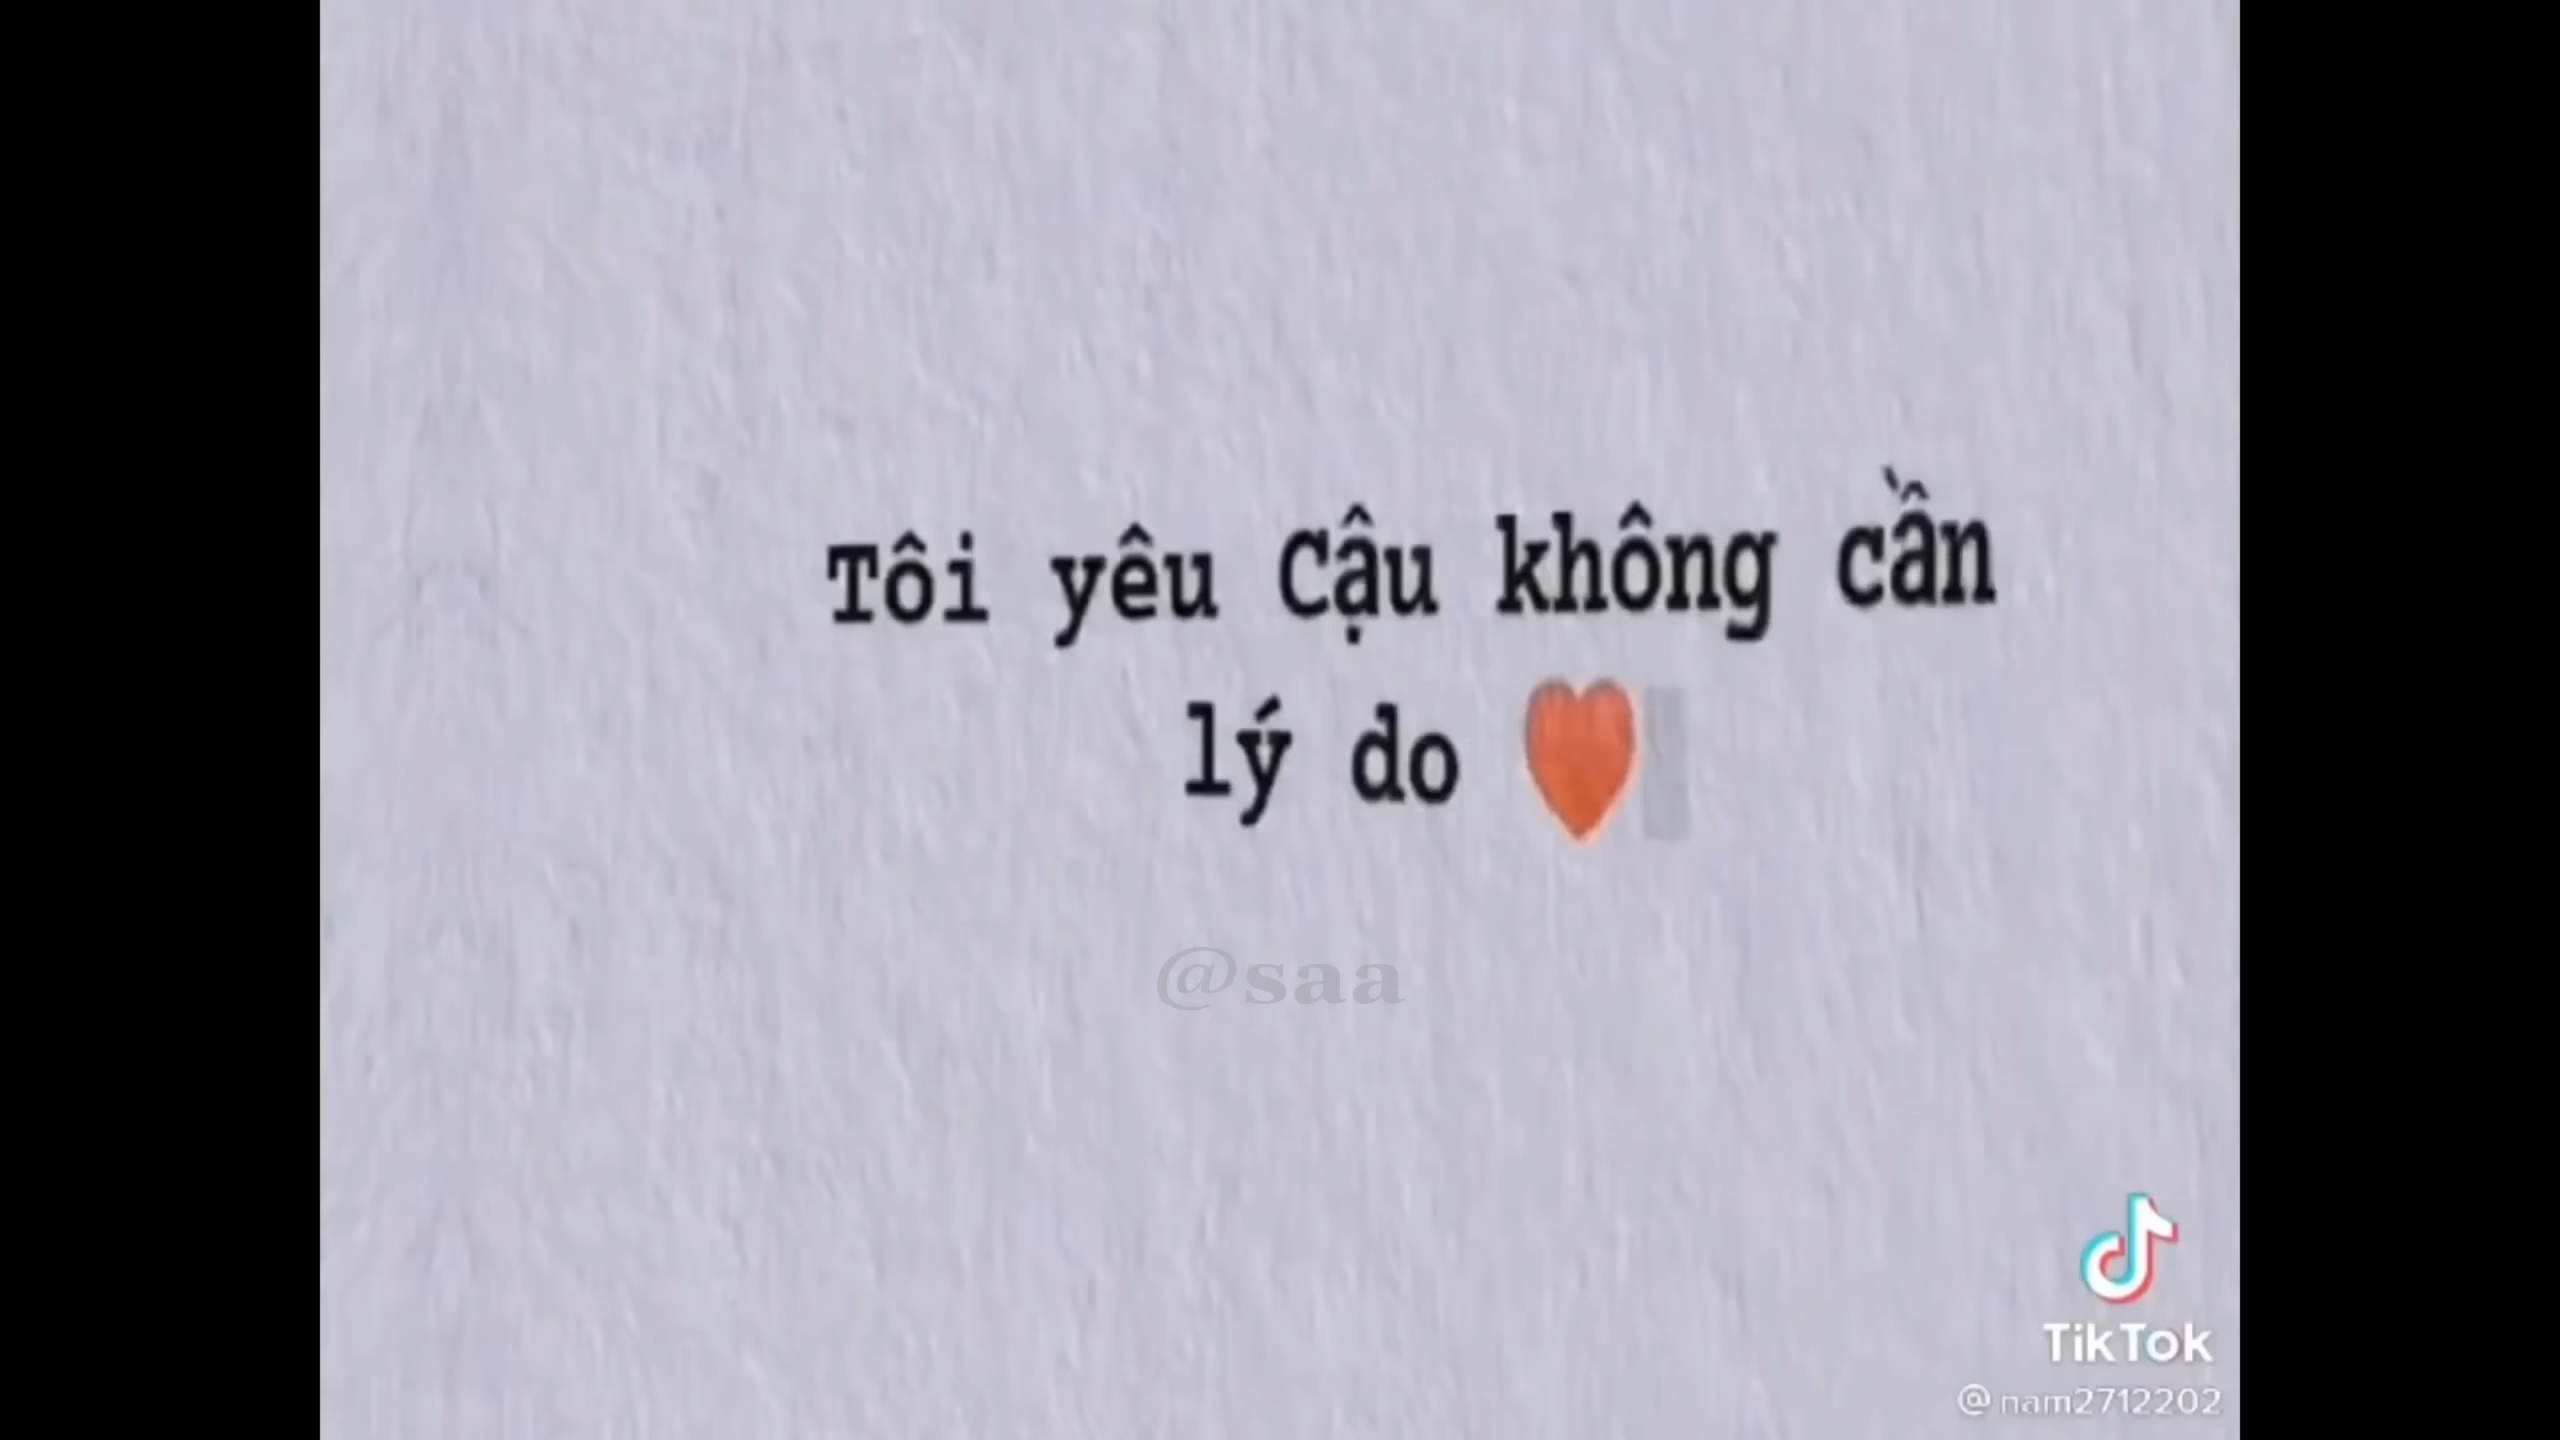 Tôi yêu Cậu không cần
lý do ♥
@saa
TikTok
@nam2712202